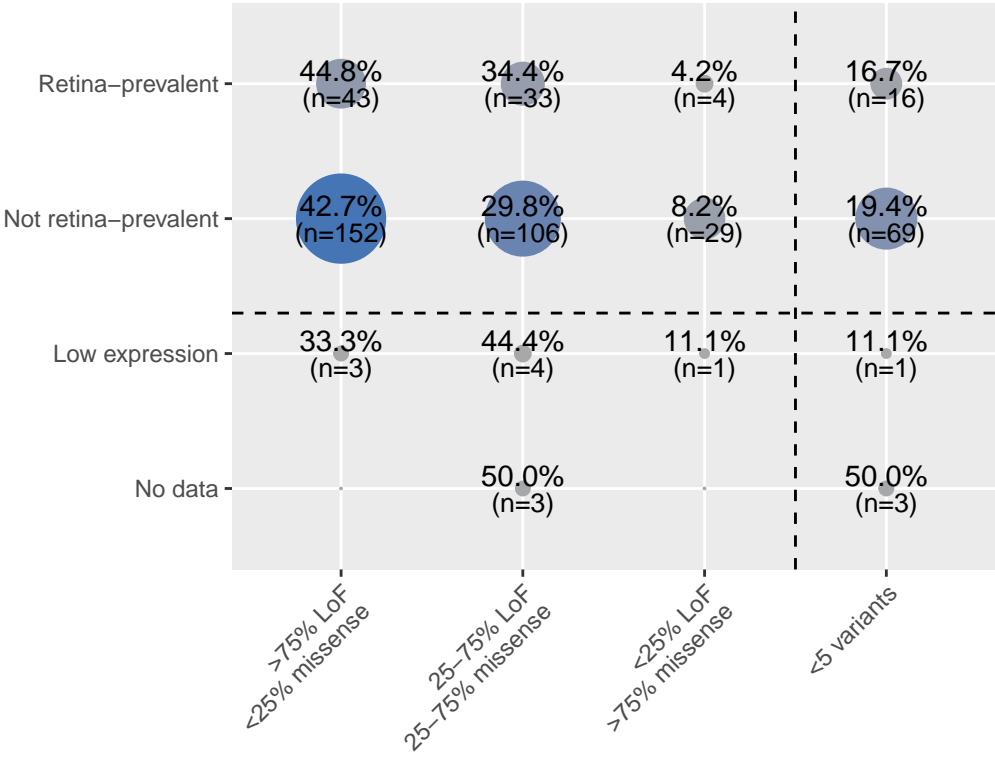 Retina–prevalent
44.8%
(n=43)
34.4%
(n=33)
4.2%
(n=4)
16.7%
(n=16)
Not retina–prevalent
42.7%
(n=152)
29.8%
(n=106)
8.2%
(n=29)
19.4%
(n=69)
Low expression
33.3%
(n=3)
44.4%
(n=4)
11.1%
(n=1)
11.1%
(n=1)
No data
50.0%
(n=3)
50.0%
(n=3)
>75% LoF
<25% missense
25–75% LoF
25–75% missense
<25% LoF
>75% missense
<5 variants